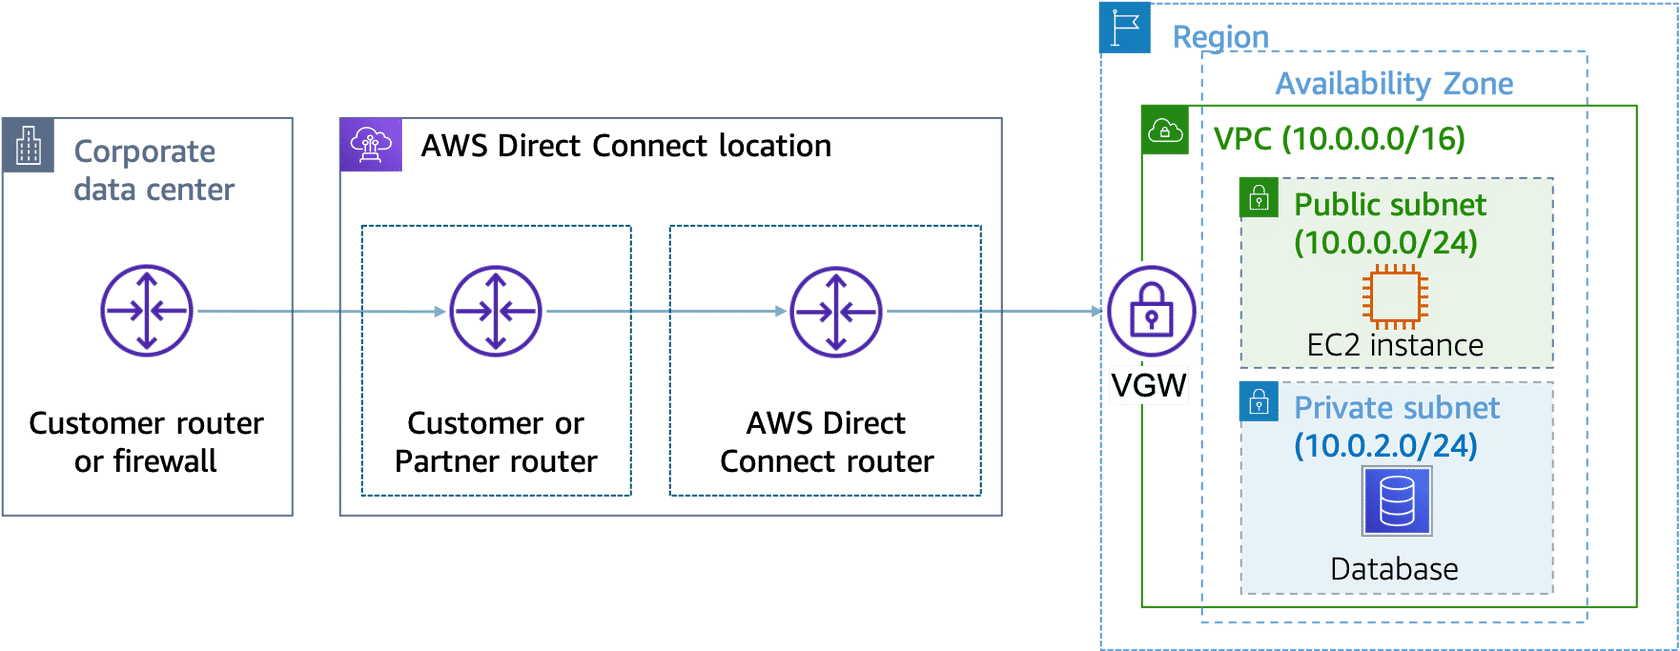 Corporate
data center
Customer router
or firewall
AWS Direct Connect location
Customer or
Partner router
AWS Direct
Connect router
Region
Availability Zone
VPC (10.0.0.0/16)
VGW
Public subnet
(10.0.0.0/24)
EC2 instance
Private subnet
(10.0.2.0/24)
Database